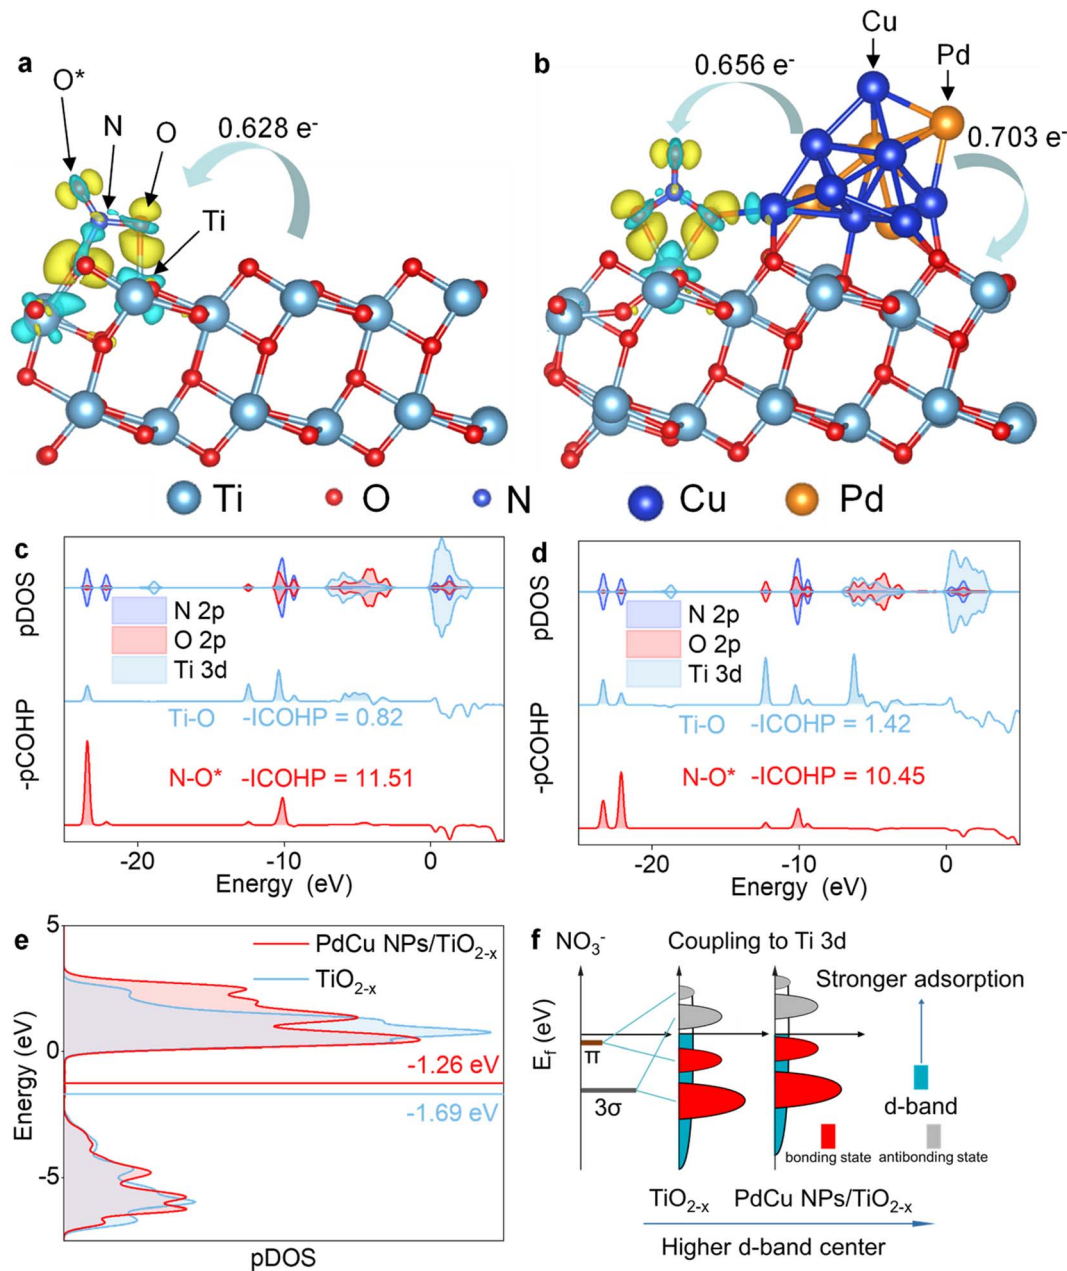 a
O*
N
O
0.628 e-
Ti
b
0.656 e-
Cu
Pd
0.703 e-
Ti
O
N
Cu
Pd
c
pDOS
N 2p
O 2p
Ti 3d
-pCOHP
Ti-O -ICOHP = 0.82
N-O* -ICOHP = 11.51
-20
-10
0
Energy (eV)
d
pDOS
N 2p
O 2p
Ti 3d
-pCOHP
Ti-O -ICOHP = 1.42
N-O* -ICOHP = 10.45
-20
-10
0
Energy (eV)
e
5
0
-5
Energy (eV)
PdCu NPs/TiO2-x
TiO2-x
-1.26 eV
-1.69 eV
pDOS
f
NO3-
Coupling to Ti 3d
Ef (eV)
π
3σ
Stronger adsorption
d-band
bonding state
antibonding state
TiO2-x
PdCu NPs/TiO2-x
Higher d-band center